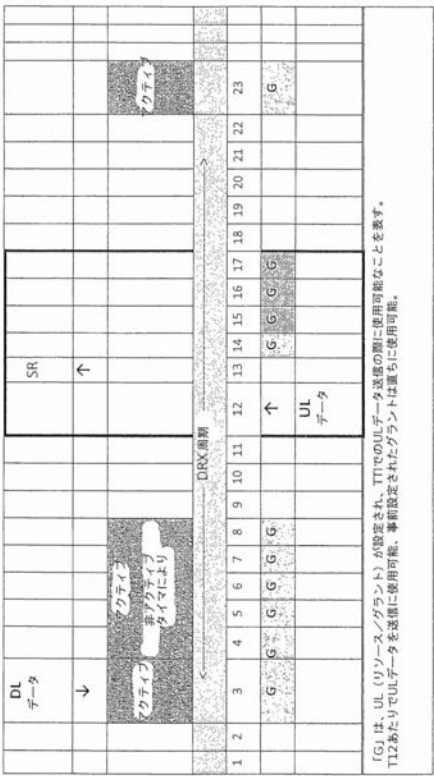 DL
データ
SR
↓
↑
アクティブ
アクティブ
非アクティブ
タイマにより
アクティブ
DRX 周期
1 2 3 4 5 6 7 8 9 10 11 12 13 14 15 16 17 18 19 20 21 22 23
G G G G G G ↑ G G G G G
UL
データ
「G」は、UL（リソース／グラント）が設定され、TTIでのULデータ送信の際に使用可能なことを表す。
T12あたりでULデータを送信に使用可能、事前設定されたグラントは直ちに使用可能。